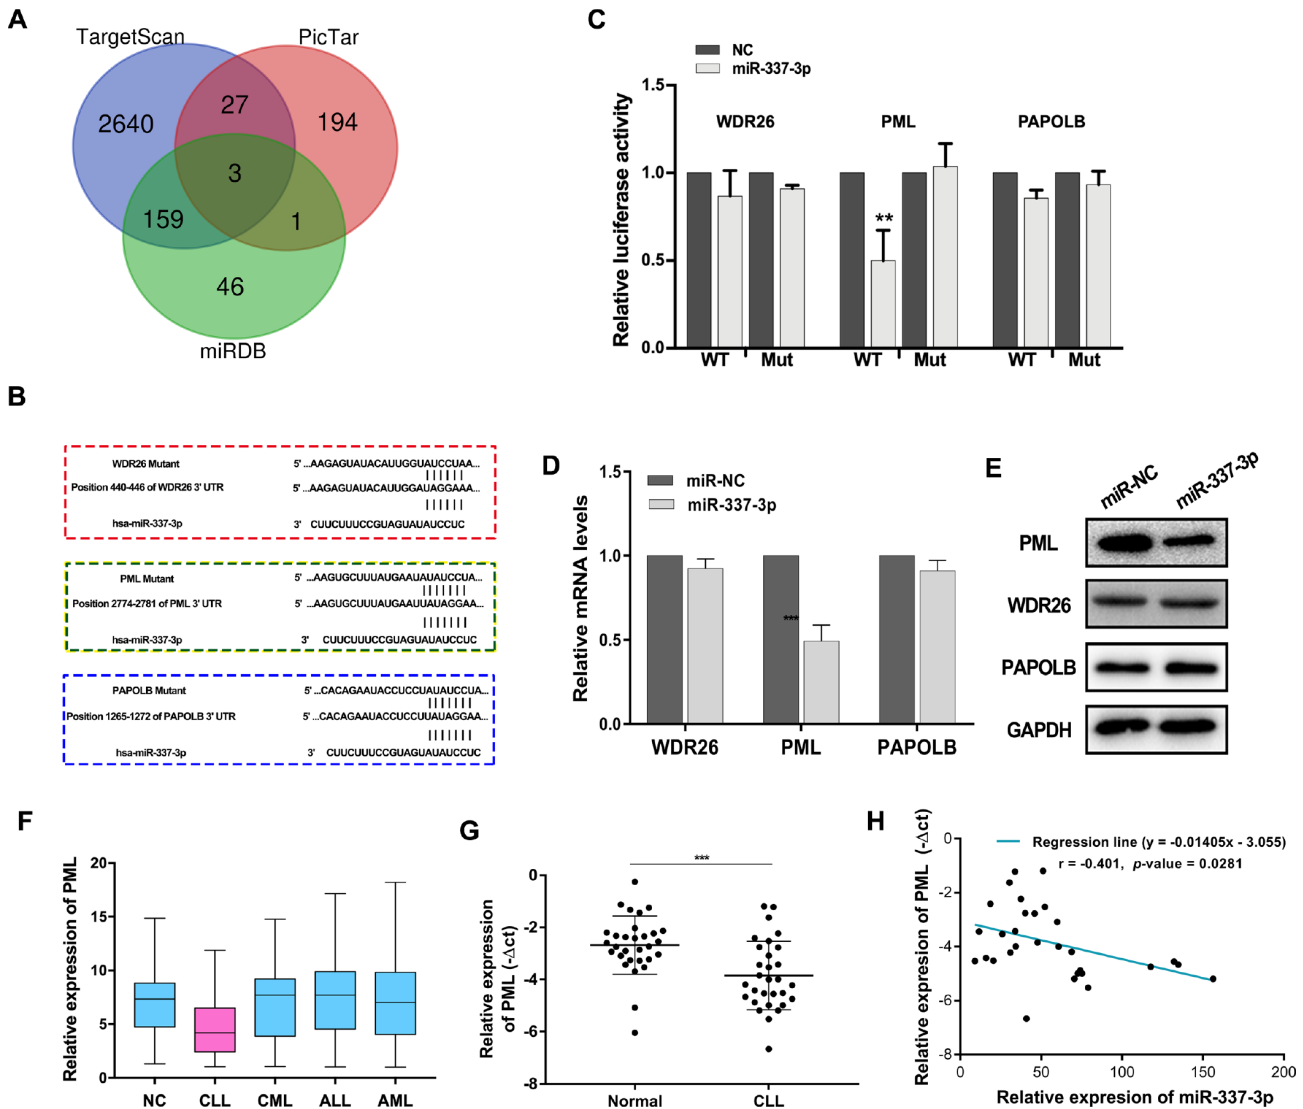 A
TargetScan
PicTar
2640
27
194
3
159
1
46
miRDB
B
WDR26 Mutant 5' ...AAGAGUAUACAUUGGUAUCCUAA...
Position 440-446 of WDR26 3' UTR 5' ...AAGAGUAUACAUUGGAUAGGAAA...
hsa-miR-337-3p 3' CUUCUUUCCGUAGUAUAUCCUC
PML Mutant 5' ...AAGUGCUUUAUGAAUAUAUCCUA...
Position 2774-2781 of PML 3' UTR 5' ...AAGUGCUUUAUGAAUUAUAGGAA...
hsa-miR-337-3p 3' CUUCUUUCCGUAGUAUAUCCUC
PAPOLB Mutant 5' ...CACAGAAUACCUCCUAUAUCCUA...
Position 1265-1272 of PAPOLB 3' UTR 5' ...CACAGAAUACCUCCUUAUAGGAA...
hsa-miR-337-3p 3' CUUCUUUCCGUAGUAUAUCCUC
C
NC
miR-337-3p
Relative luciferase activity
1.5
1.0
0.5
0.0
WDR26 PML PAPOLB
**
WT Mut WT Mut WT Mut
D
miR-NC
miR-337-3p
Relative mRNA levels
1.5
1.0
0.5
0.0
***
WDR26 PML PAPOLB
E
miR-NC miR-337-3p
PML
WDR26
PAPOLB
GAPDH
F
Relative expression of PML
20
15
10
5
0
NC CLL CML ALL AML
G
Relative expression
of PML (-Δct)
***
0
-2
-4
-6
-8
Normal CLL
H
Relative expression of PML (-Δct)
Regression line (y = -0.01405x - 3.055)
r = -0.401, p-value = 0.0281
0
-2
-4
-6
-8
0 50 100 150 200
Relative expresion of miR-337-3p